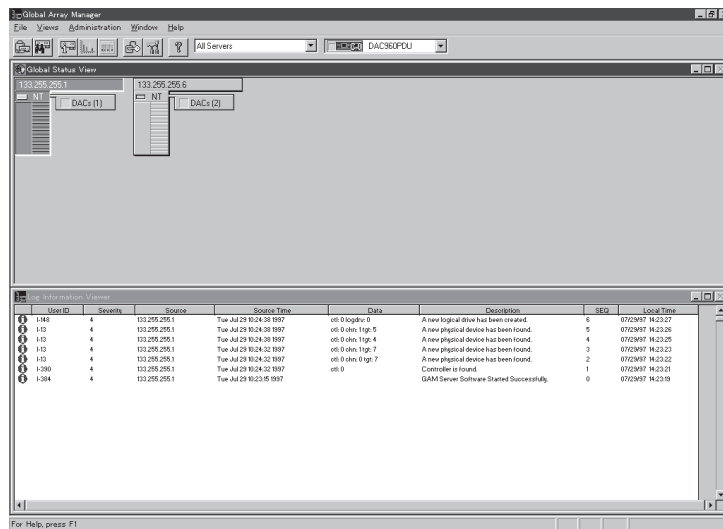 Global Array Manager
File Views Administration Window Help
All Servers DAC960PDU
Global Status View
133.255.255.1 133.255.255.6
NT DACs (1) NT DACs (2)
Log Information Viewer
User ID Severity Source Source Time Data Description SEQ Local Time
I-148 4 133.255.255.1 Tue Jul 29 10:24:38 1997 ctl: 0 logdrv: 0 A new logical drive has been created. 6 07/29/97 14:23:27
I-13 4 133.255.255.1 Tue Jul 29 10:24:38 1997 ctl: 0 chn: 1 tgt: 5 A new physical device has been found. 5 07/29/97 14:23:26
I-13 4 133.255.255.1 Tue Jul 29 10:24:38 1997 ctl: 0 chn: 1 tgt: 4 A new physical device has been found. 4 07/29/97 14:23:25
I-13 4 133.255.255.1 Tue Jul 29 10:24:32 1997 ctl: 0 chn: 1 tgt: 7 A new physical device has been found. 3 07/29/97 14:23:23
I-13 4 133.255.255.1 Tue Jul 29 10:24:32 1997 ctl: 0 chn: 0 tgt: 7 A new physical device has been found. 2 07/29/97 14:23:22
I-390 4 133.255.255.1 Tue Jul 29 10:24:32 1997 ctl: 0 Controller is found. 1 07/29/97 14:23:21
I-384 4 133.255.255.1 Tue Jul 29 10:23:15 1997 GAM Server Software Started Successfully. 0 07/29/97 14:23:19
For Help, press F1